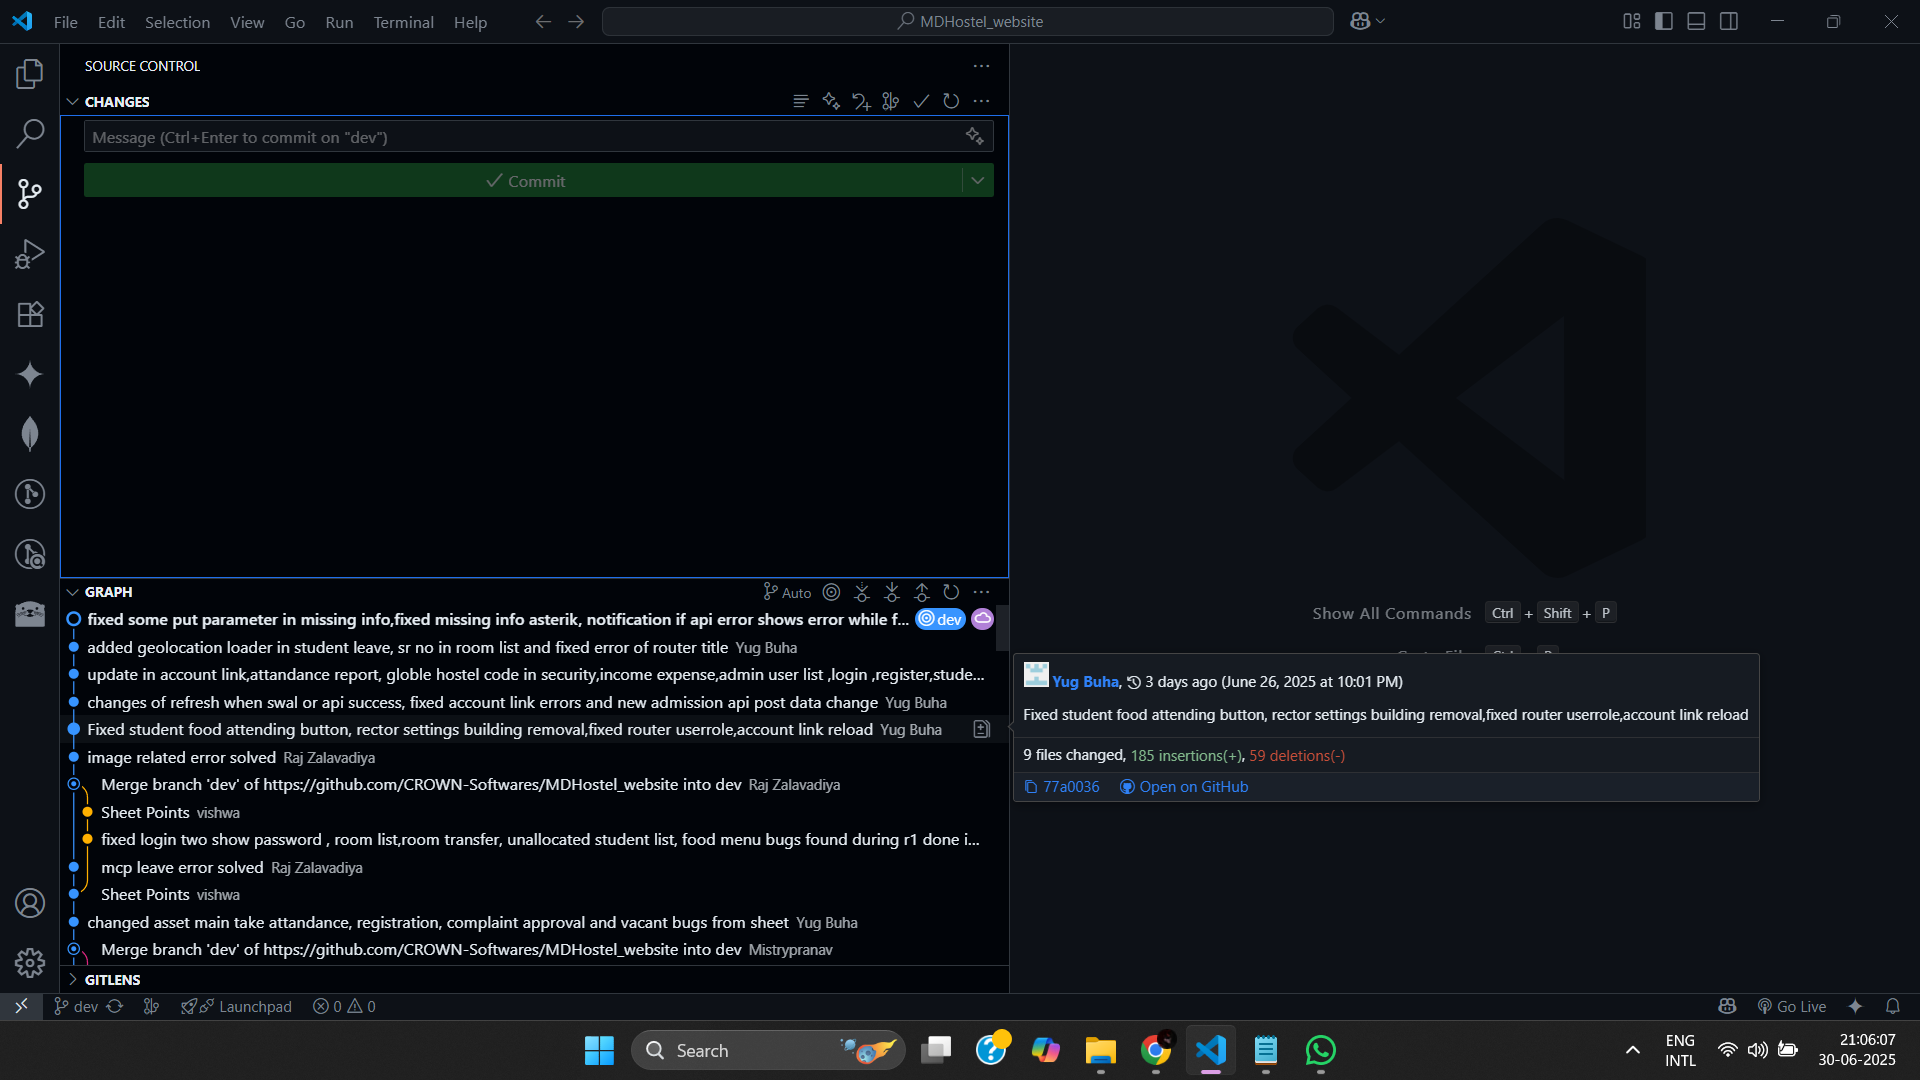 File Edit Selection View Go Run Terminal Help
MDHostel_website
SOURCE CONTROL
CHANGES
Message (Ctrl+Enter to commit on "dev")
Commit
Show All Commands Ctrl + Shift + P
GRAPH
Auto
fixed some put parameter in missing info,fixed missing info asterik, notification if api error shows error while f... dev
added geolocation loader in student leave, sr no in room list and fixed error of router title Yug Buha
update in account link,attandance report, globle hostel code in security,income expense,admin user list ,login ,register,stude...
changes of refresh when swal or api success, fixed account link errors and new admission api post data change Yug Buha
Fixed student food attending button, rector settings building removal,fixed router userrole,account link reload Yug Buha
image related error solved Raj Zalavadiya
Merge branch 'dev' of https://github.com/CROWN-Softwares/MDHostel_website into dev Raj Zalavadiya
Sheet Points vishwa
fixed login two show password , room list,room transfer, unallocated student list, food menu bugs found during r1 done i...
mcp leave error solved Raj Zalavadiya
Sheet Points vishwa
changed asset main take attandance, registration, complaint approval and vacant bugs from sheet Yug Buha
Merge branch 'dev' of https://github.com/CROWN-Softwares/MDHostel_website into dev Mistrypranav
GITLENS
Yug Buha, 3 days ago (June 26, 2025 at 10:01 PM)
Fixed student food attending button, rector settings building removal,fixed router userrole,account link reload
9 files changed, 185 insertions(+), 59 deletions(-)
77a0036 Open on GitHub
dev Launchpad 0 0 Go Live
Search
ENG
INTL
21:06:07
30-06-2025